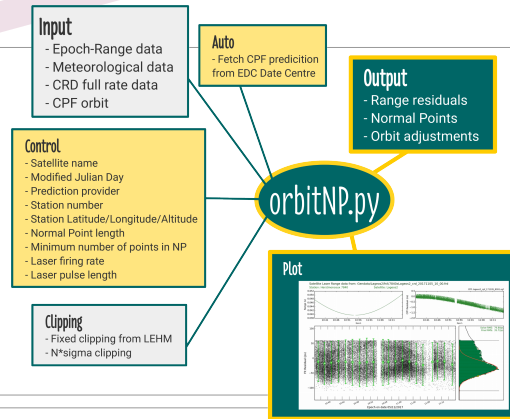 Input
- Epoch-Range data
- Meteorological data
- CRD full rate data
- CPF orbit
Auto
- Fetch CPF predicition
from EDC Date Centre
Output
- Range residuals
- Normal Points
- Orbit adjustments
Control
- Satellite name
- Modified Julian Day
- Prediction provider
- Station number
- Station Latitude/Longitude/Altitude
- Normal Point length
- Minimum number of points in NP
- Laser firing rate
- Laser pulse length
orbitNP.py
Clipping
- Fixed clipping from LEHM
- N*sigma clipping
Plot